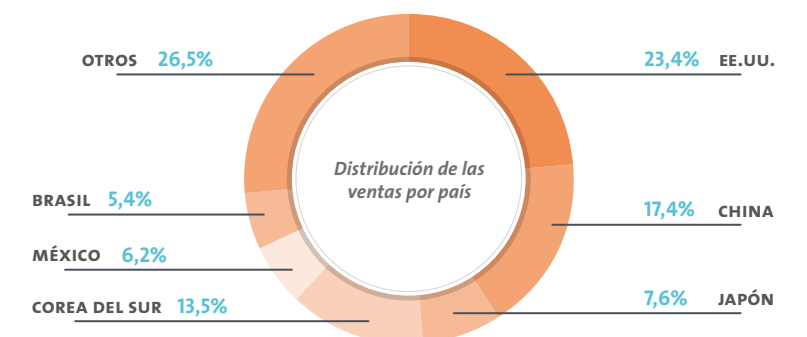 OTROS 26,5%
23,4% EE.UU.
Distribución de las
ventas por país
BRASIL 5,4%
17,4% CHINA
MÉXICO 6,2%
COREA DEL SUR 13,5%
7,6% JAPÓN